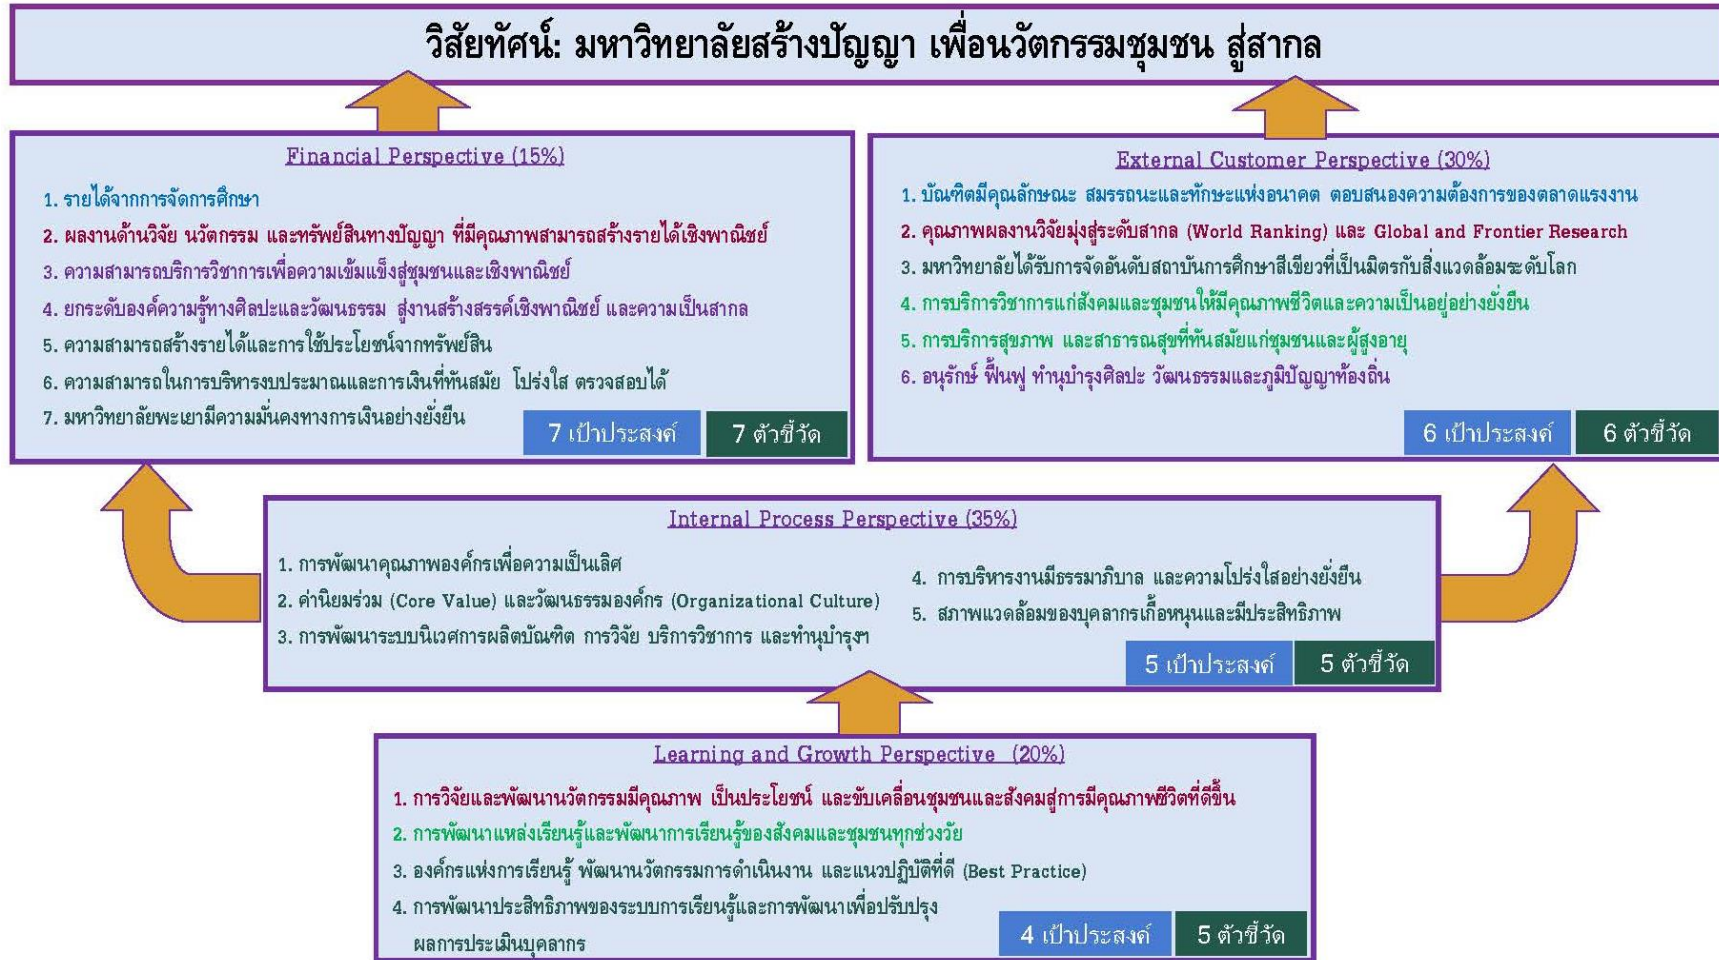 วิสัยทัศน์: มหาวิทยาลัยสร้างปัญญา เพื่อนวัตกรรมชุมชน สู่สากล
Financial Perspective (15%)
1. รายได้จากการจัดการศึกษา
2. ผลงานด้านวิจัย นวัตกรรม และทรัพย์สินทางปัญญา ที่มีคุณภาพสามารถสร้างรายได้เชิงพาณิชย์
3. ความสามารถบริการวิชาการเพื่อความเข้มแข็งสู่ชุมชนและเชิงพาณิชย์
4. ยกระดับองค์ความรู้ทางศิลปะและวัฒนธรรม สู่งานสร้างสรรค์เชิงพาณิชย์ และความเป็นสากล
5. ความสามารถสร้างรายได้และการใช้ประโยชน์จากทรัพย์สิน
6. ความสามารถในการบริหารงบประมาณและการเงินที่ทันสมัย โปร่งใส ตรวจสอบได้
7. มหาวิทยาลัยพะเยามีความมั่นคงทางการเงินอย่างยั่งยืน
7 เป้าประสงค์
7 ตัวชี้วัด
External Customer Perspective (30%)
1. บัณฑิตมีคุณลักษณะ สมรรถนะและทักษะแห่งอนาคต ตอบสนองความต้องการของตลาดแรงงาน
2. คุณภาพผลงานวิจัยมุ่งสู่ระดับสากล (World Ranking) และ Global and Frontier Research
3. มหาวิทยาลัยได้รับการจัดอันดับสถาบันการศึกษาสีเขียวที่เป็นมิตรกับสิ่งแวดล้อมระดับโลก
4. การบริการวิชาการแก่สังคมและชุมชนให้มีคุณภาพชีวิตและความเป็นอยู่อย่างยั่งยืน
5. การบริการสุขภาพ และสาธารณสุขที่ทันสมัยแก่ชุมชนและผู้สูงอายุ
6. อนุรักษ์ ฟื้นฟู ทำนุบำรุงศิลปะ วัฒนธรรมและภูมิปัญญาท้องถิ่น
6 เป้าประสงค์
6 ตัวชี้วัด
Internal Process Perspective (35%)
1. การพัฒนาคุณภาพองค์กรเพื่อความเป็นเลิศ
2. ค่านิยมร่วม (Core Value) และวัฒนธรรมองค์กร (Organizational Culture)
3. การพัฒนาระบบนิเวศการผลิตบัณฑิต การวิจัย บริการวิชาการ และทำนุบำรุงฯ
4. การบริหารงานมีธรรมาภิบาล และความโปร่งใสอย่างยั่งยืน
5. สภาพแวดล้อมของบุคลากรเกื้อหนุนและมีประสิทธิภาพ
5 เป้าประสงค์
5 ตัวชี้วัด
Learning and Growth Perspective (20%)
1. การวิจัยและพัฒนานวัตกรรมมีคุณภาพ เป็นประโยชน์ และขับเคลื่อนชุมชนและสังคมสู่การมีคุณภาพชีวิตที่ดีขึ้น
2. การพัฒนาแหล่งเรียนรู้และพัฒนาการเรียนรู้ของสังคมและชุมชนทุกช่วงวัย
3. องค์กรแห่งการเรียนรู้ พัฒนานวัตกรรมการดำเนินงาน และแนวปฏิบัติที่ดี (Best Practice)
4. การพัฒนาประสิทธิภาพของระบบการเรียนรู้และการพัฒนาเพื่อปรับปรุง
ผลการประเมินบุคลากร
4 เป้าประสงค์
5 ตัวชี้วัด